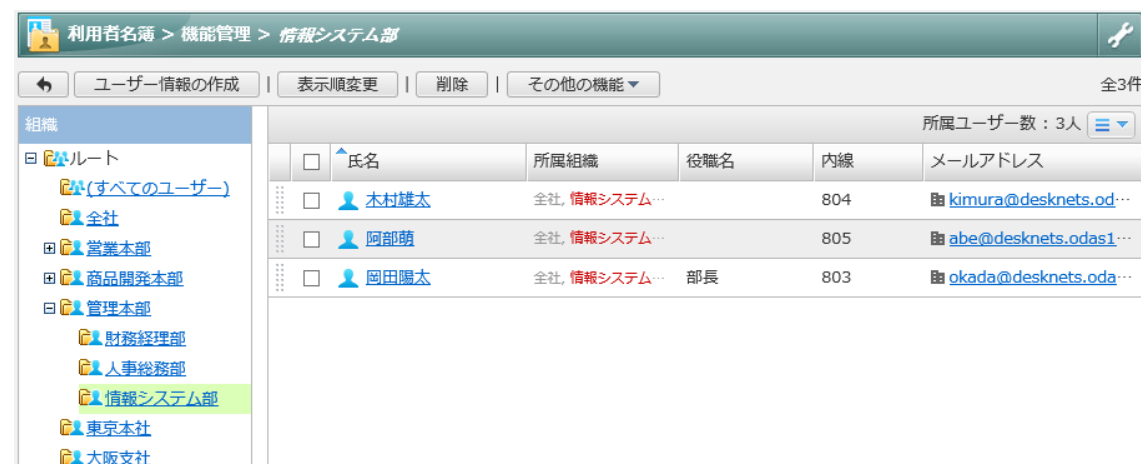 利用者名簿 > 機能管理 > 情報システム部
ユーザー情報の作成 | 表示順変更 | 削除 | その他の機能 全3件
組織
ルート
(すべてのユーザー)
全社
営業本部
商品開発本部
管理本部
財務経理部
人事総務部
情報システム部
東京本社
大阪支社
所属ユーザー数:3人
氏名 所属組織 役職名 内線 メールアドレス
木村雄太 全社, 情報システム… 804 kimura@desknets.od…
阿部萌 全社, 情報システム… 805 abe@desknets.odas1…
岡田陽太 全社, 情報システム… 部長 803 okada@desknets.oda…